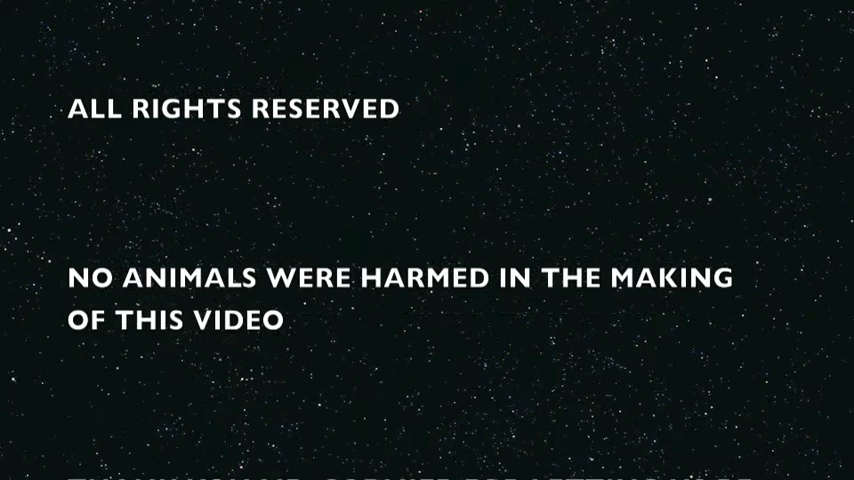 ALL RIGHTS RESERVED
NO ANIMALS WERE HARMED IN THE MAKING
OF THIS VIDEO